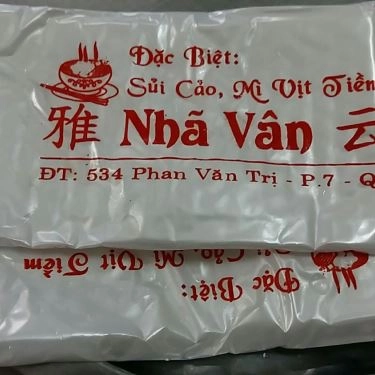 Đặc Biệt:
Sủi Cảo, Mì Vịt Tiềm
雅 Nhã Vân 云
ĐT: 534 Phan Văn Trị - P.7 - Q
Sủi Cảo, Mì Vịt Tiềm
Đặc Biệt: